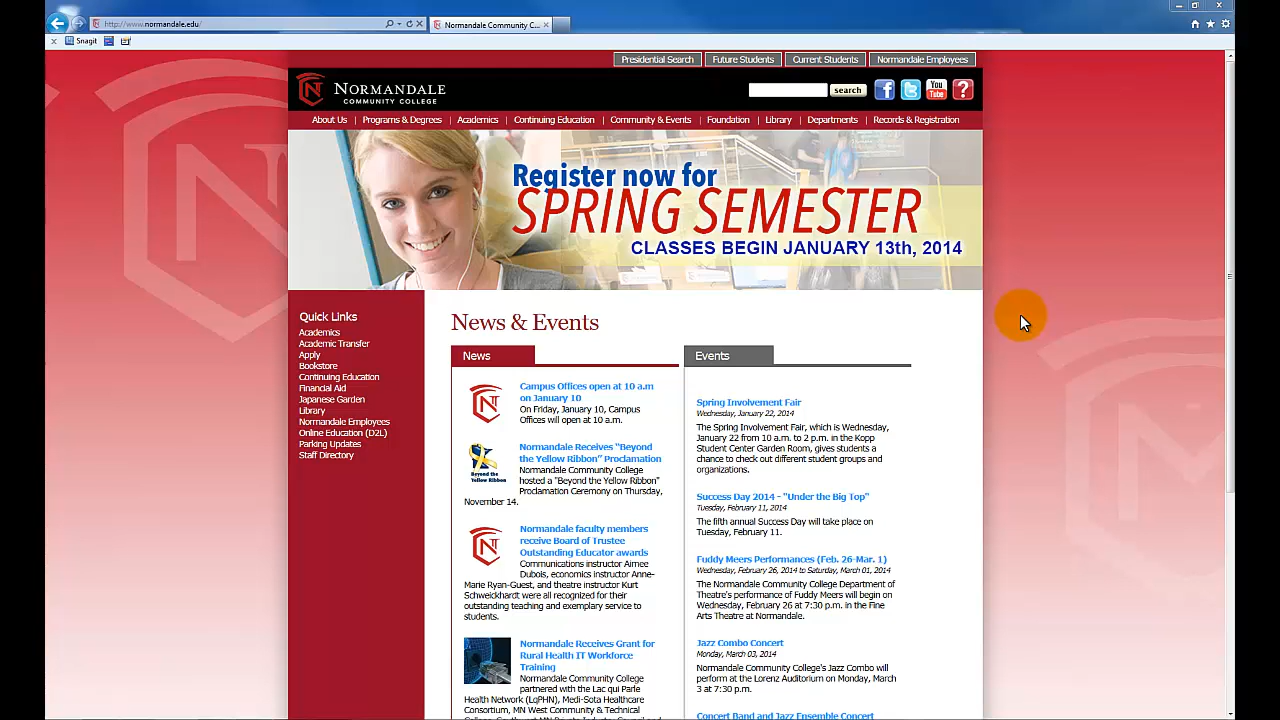 http://www.normandale.edu/
Normandale Community C...
Snagit
Presidential Search
Future Students
Current Students
Normandale Employees
NORMANDALE
COMMUNITY COLLEGE
search
You
Tube
About Us | Programs & Degrees | Academics | Continuing Education | Community & Events | Foundation | Library | Departments | Records & Registration
Register now for
SPRING SEMESTER
CLASSES BEGIN JANUARY 13th, 2014
Quick Links
Academics
Academic Transfer
Apply
Bookstore
Continuing Education
Financial Aid
Japanese Garden
Library
Normandale Employees
Online Education (D2L)
Parking Updates
Staff Directory
News & Events
News
Campus Offices open at 10 a.m
on January 10
On Friday, January 10, Campus
Offices will open at 10 a.m.
Beyond the
Yellow Ribbon
Normandale Receives "Beyond
the Yellow Ribbon" Proclamation
Normandale Community College
hosted a "Beyond the Yellow Ribbon"
Proclamation Ceremony on Thursday,
November 14.
Normandale faculty members
receive Board of Trustee
Outstanding Educator awards
Communications instructor Aimee
Dubois, economics instructor Anne-
Marie Ryan-Guest, and theatre instructor Kurt
Schweickhardt were all recognized for their
outstanding teaching and exemplary service to
students.
Normandale Receives Grant for
Rural Health IT Workforce
Training
Normandale Community College
partnered with the Lac qui Parle
Health Network (LqPHN), Medi-Sota Healthcare
Consortium, MN West Community & Technical
Events
Spring Involvement Fair
Wednesday, January 22, 2014
The Spring Involvement Fair, which is Wednesday,
January 22 from 10 a.m. to 2 p.m. in the Kopp
Student Center Garden Room, gives students a
chance to check out different student groups and
organizations.
Success Day 2014 - "Under the Big Top"
Tuesday, February 11, 2014
The fifth annual Success Day will take place on
Tuesday, February 11.
Fuddy Meers Performances (Feb. 26-Mar. 1)
Wednesday, February 26, 2014 to Saturday, March 01, 2014
The Normandale Community College Department of
Theatre's performance of Fuddy Meers will begin on
Wednesday, February 26 at 7:30 p.m. in the Fine
Arts Theatre at Normandale.
Jazz Combo Concert
Monday, March 03, 2014
Normandale Community College's Jazz Combo will
perform at the Lorenz Auditorium on Monday, March
3 at 7:30 p.m.
Concert Band and Jazz Ensemble Concert